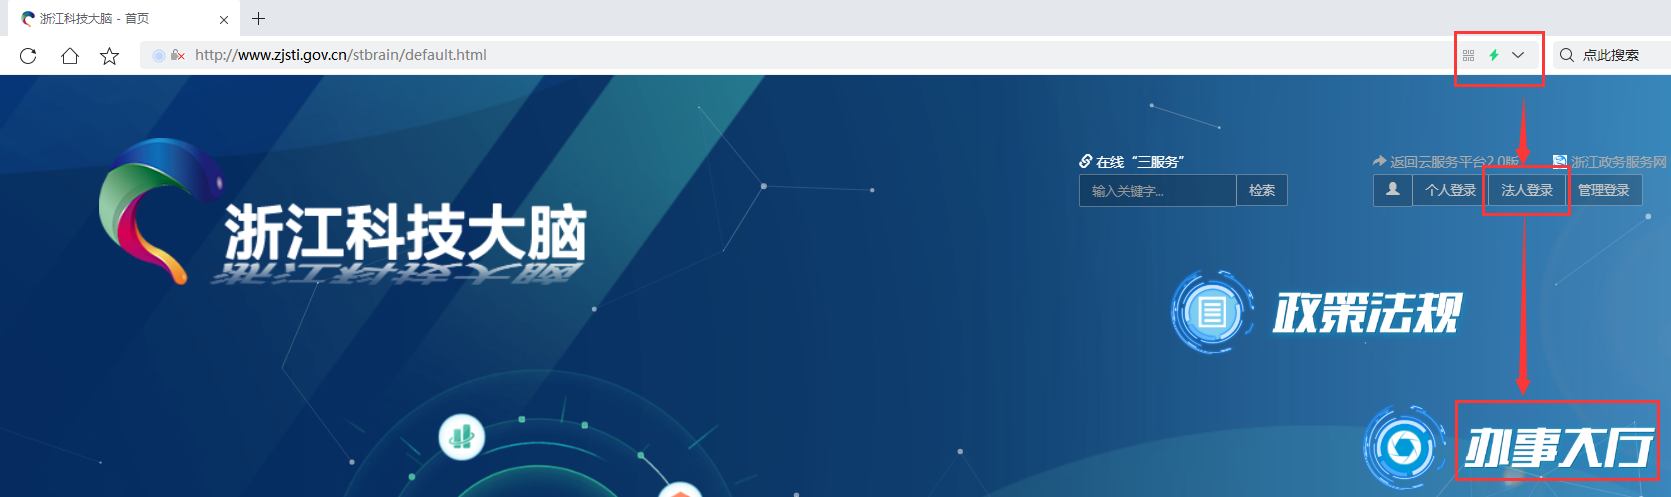 浙江科技大脑 - 首页
http://www.zjsti.gov.cn/stbrain/default.html
点此搜索
在线“三服务”
返回云服务平台2.0版
浙江政务服务网
输入关键字...
检索
个人登录
法人登录
管理登录
浙江科技大脑
政策法规
办事大厅